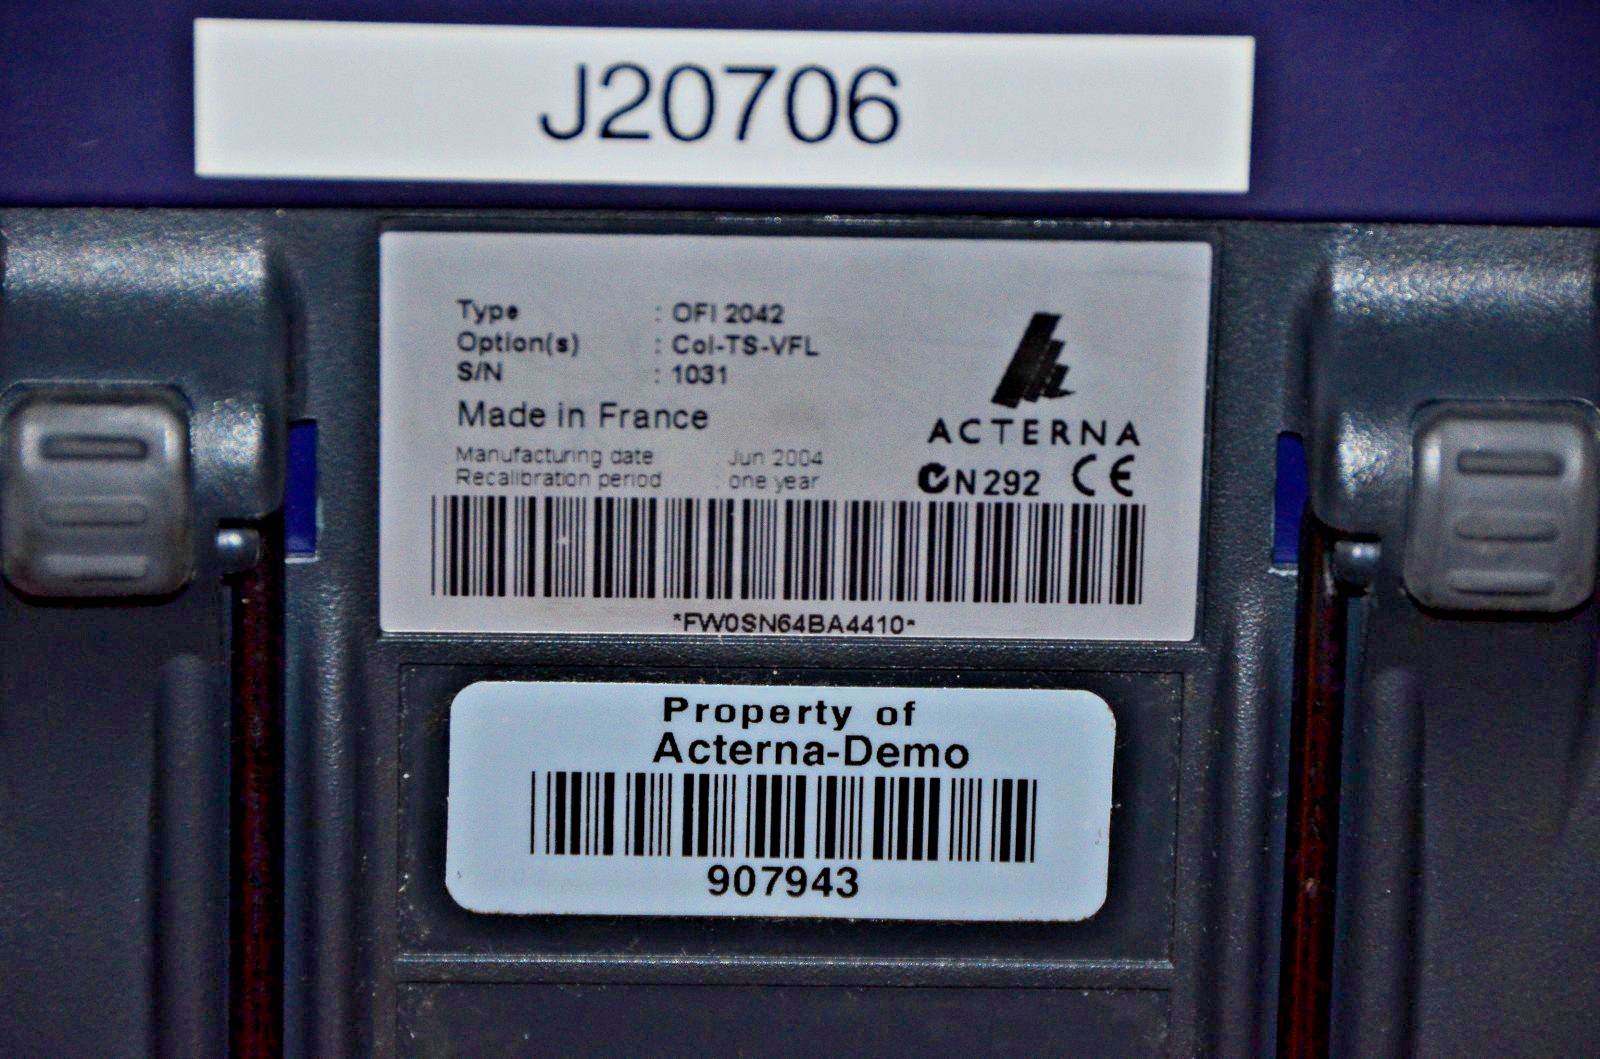 J20706
Type : OFI 2042
Option(s) : Col-TS-VFL
S/N : 1031
Made in France
Manufacturing date : Jun 2004
Recalibration period : one year
ACTERNA
N292 CE
*FW0SN64BA4410*
Property of
Acterna-Demo
907943